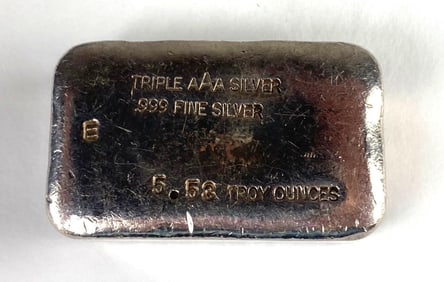 TRIPLE AAA SILVER
.999 FINE SILVER
E
5.58 TROY OUNCES